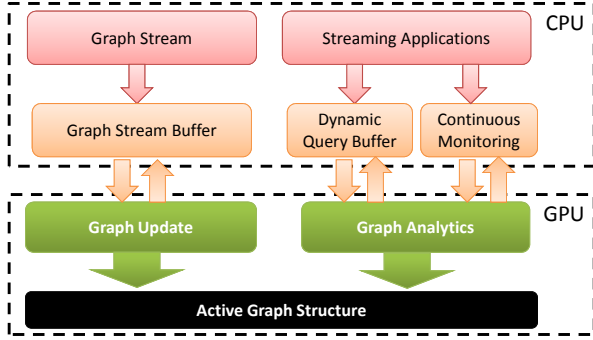 Graph Stream
Streaming Applications
CPU
Graph Stream Buffer
Dynamic
Query Buffer
Continuous
Monitoring
Graph Update
Graph Analytics
GPU
Active Graph Structure